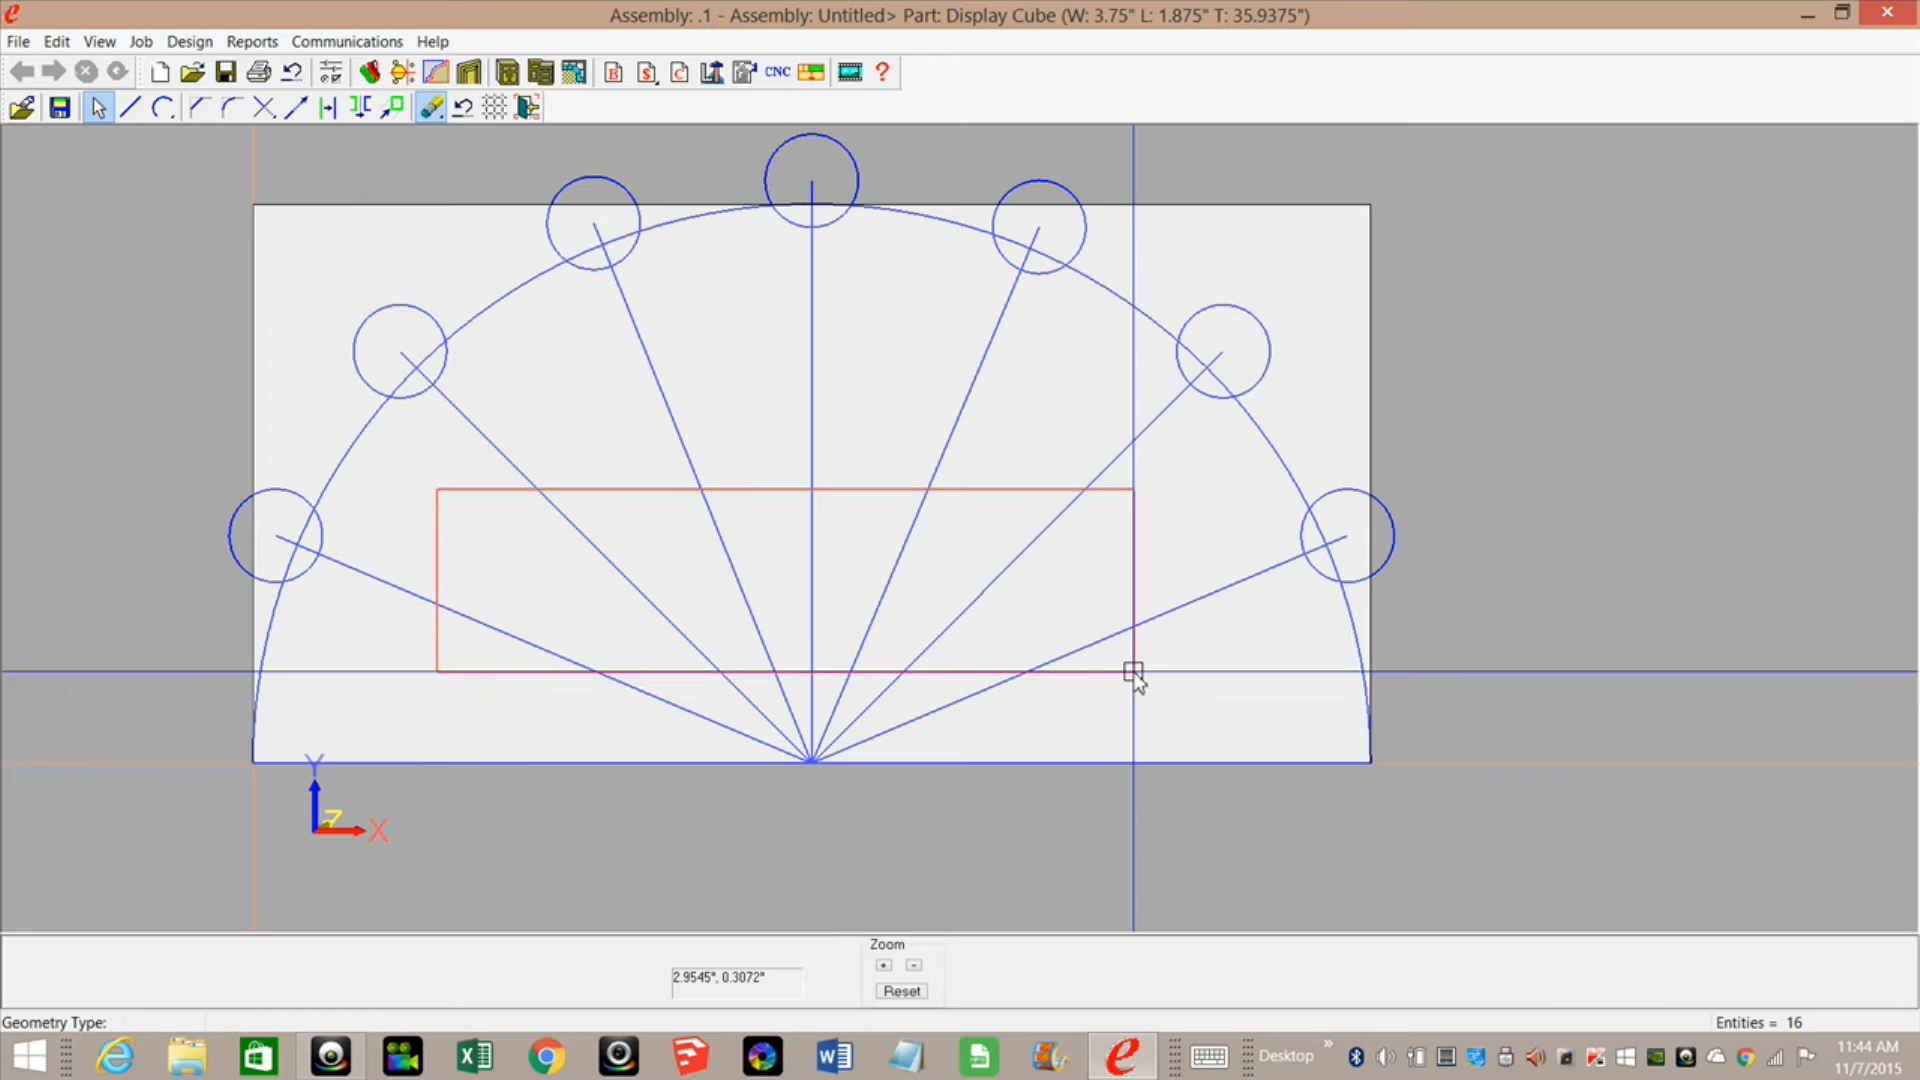 Assembly: .1 - Assembly: Untitled> Part: Display Cube (W: 3.75" L: 1.875" T: 35.9375")
File Edit View Job Design Reports Communications Help
B $ C CNC ?
Y
Z
X
Zoom
+ -
2.9545", 0.3072"
Reset
Geometry Type:
Entities = 16
Desktop
11:44 AM
11/7/2015